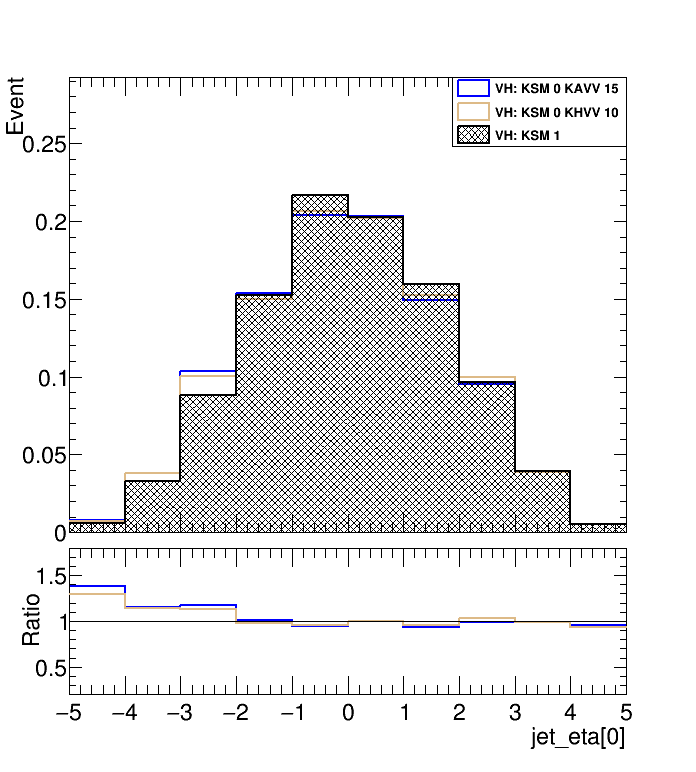 Event
VH: KSM 0 KAVV 15
VH: KSM 0 KHVV 10
VH: KSM 1
0.25
0.2
0.15
0.1
0.05
0
Ratio
1.5
1
0.5
−5 −4 −3 −2 −1 0 1 2 3 4 5
jet_eta[0]